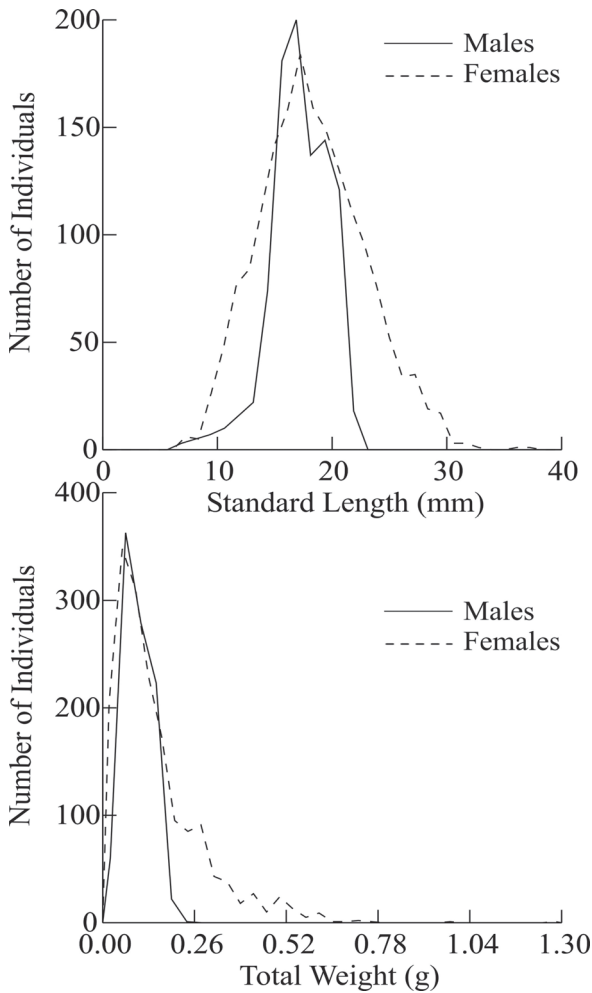 200
Males
Females
150
Number of Individuals
100
50
0
0 10 20 30 40
Standard Length (mm)
400
300
Males
Females
Number of Individuals
200
100
0
0.00 0.26 0.52 0.78 1.04 1.30
Total Weight (g)